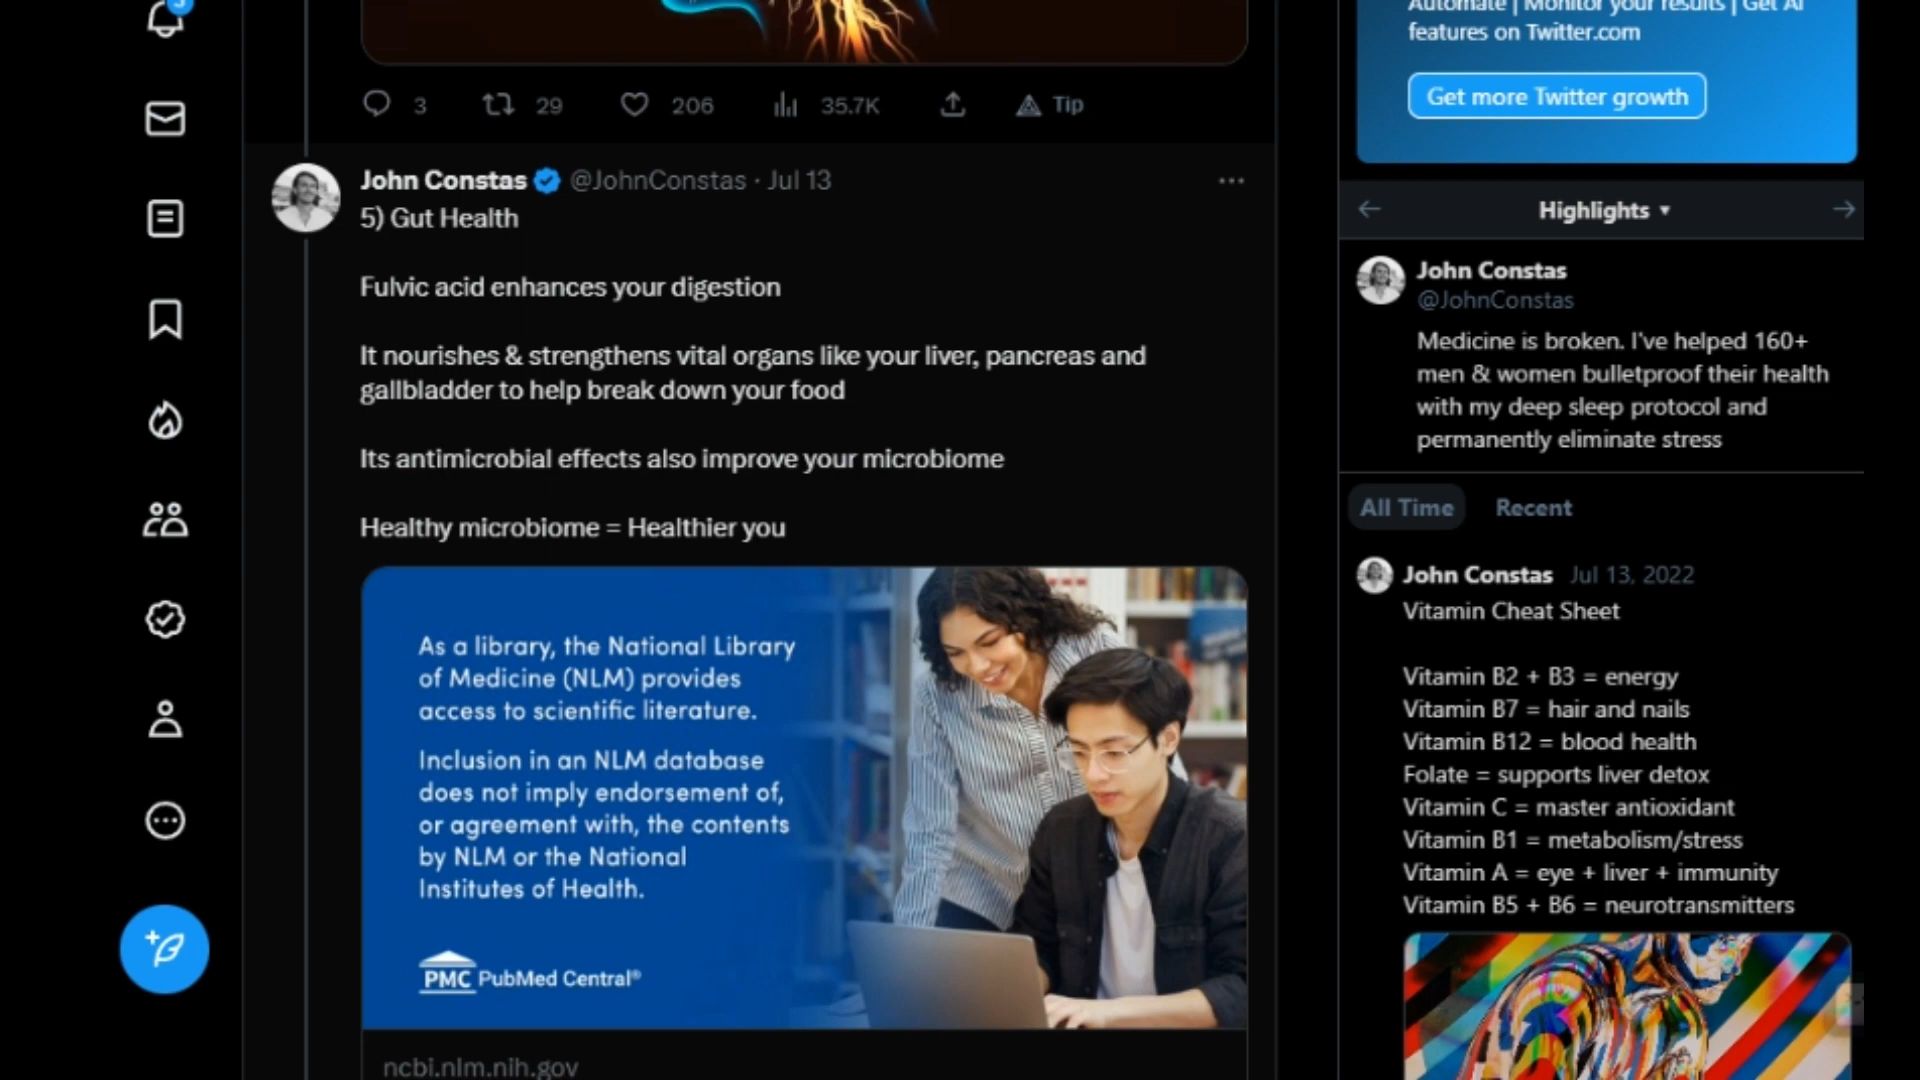 3
3 29 206 35.7K Tip
John Constas @JohnConstas · Jul 13
5) Gut Health
Fulvic acid enhances your digestion
It nourishes & strengthens vital organs like your liver, pancreas and
gallbladder to help break down your food
Its antimicrobial effects also improve your microbiome
Healthy microbiome = Healthier you
As a library, the National Library
of Medicine (NLM) provides
access to scientific literature.
Inclusion in an NLM database
does not imply endorsement of,
or agreement with, the contents
by NLM or the National
Institutes of Health.
PMC PubMed Central®
ncbi.nlm.nih.gov
Automate | Monitor your results | Get AI
features on Twitter.com
Get more Twitter growth
Highlights
John Constas
@JohnConstas
Medicine is broken. I've helped 160+
men & women bulletproof their health
with my deep sleep protocol and
permanently eliminate stress
All Time Recent
John Constas Jul 13, 2022
Vitamin Cheat Sheet
Vitamin B2 + B3 = energy
Vitamin B7 = hair and nails
Vitamin B12 = blood health
Folate = supports liver detox
Vitamin C = master antioxidant
Vitamin B1 = metabolism/stress
Vitamin A = eye + liver + immunity
Vitamin B5 + B6 = neurotransmitters